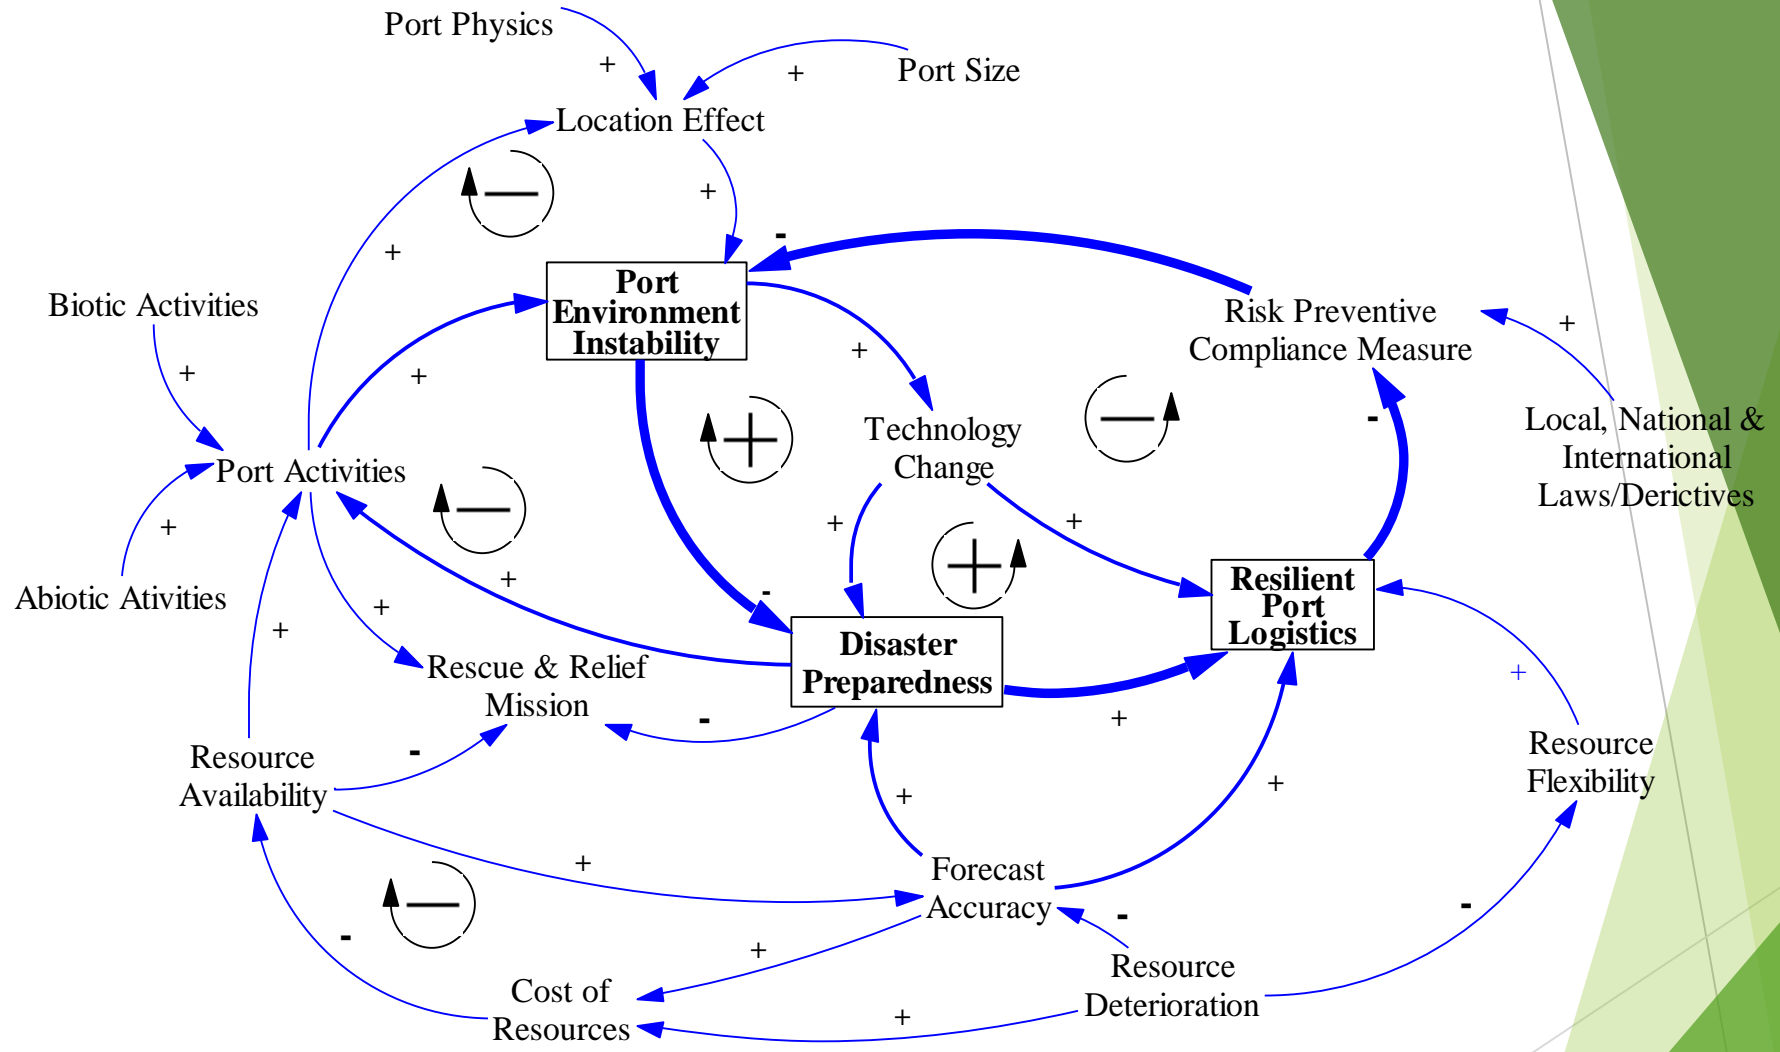 Port Physics
+
+
Port Size
Location Effect
+
+
-
Biotic Activities
+
Port
Environment
Instability
+
+
Risk Preventive
Compliance Measure
+
Local, National &
International
Laws/Derictives
-
Technology
Change
Port Activities
+
+
+
+
-
Abiotic Ativities
+
+
+
Disaster
Preparedness
Resilient
Port
Logistics
Rescue & Relief
Mission
-
+
+
Resource
Availability
-
+
+
Resource
Flexibility
+
Forecast
Accuracy
-
-
-
+
Resource
Deterioration
Cost of
Resources
+